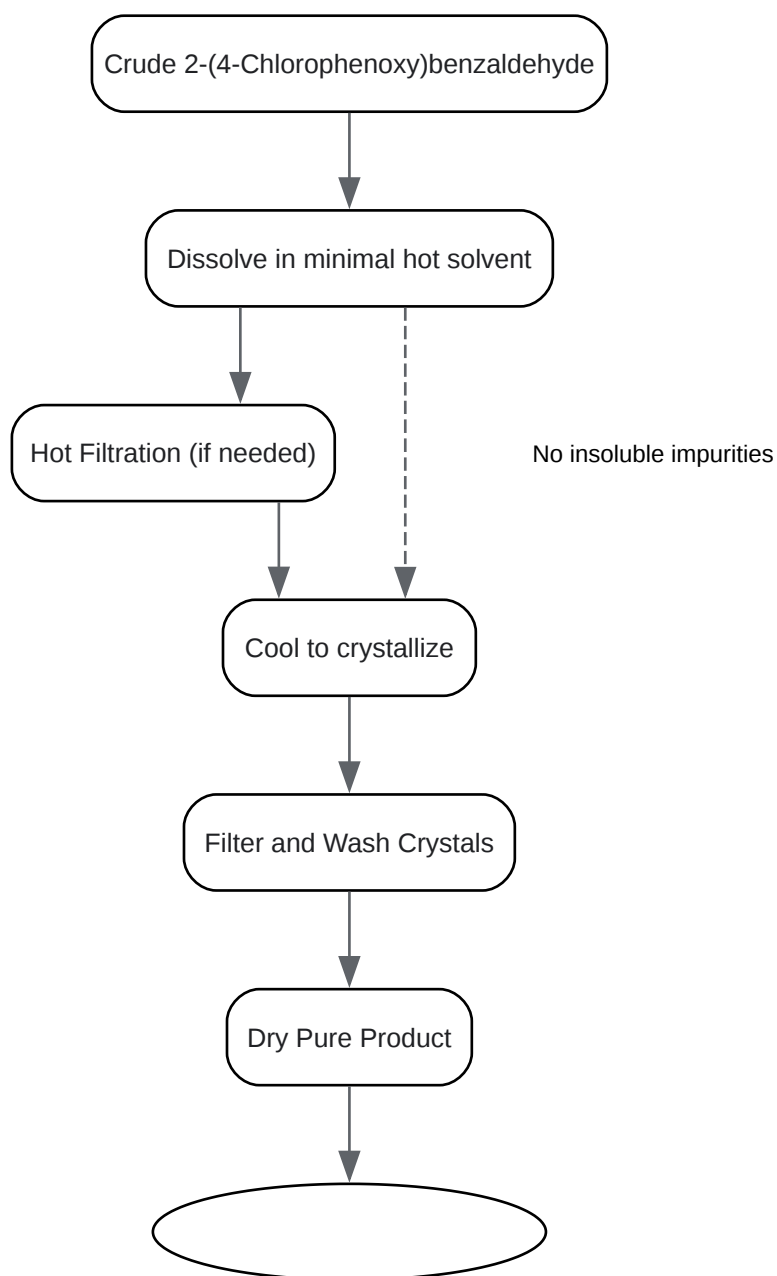 Crude 2-(4-Chlorophenoxy)benzaldehyde
Dissolve in minimal hot solvent
Hot Filtration (if needed)
No insoluble impurities
Cool to crystallize
Filter and Wash Crystals
Dry Pure Product